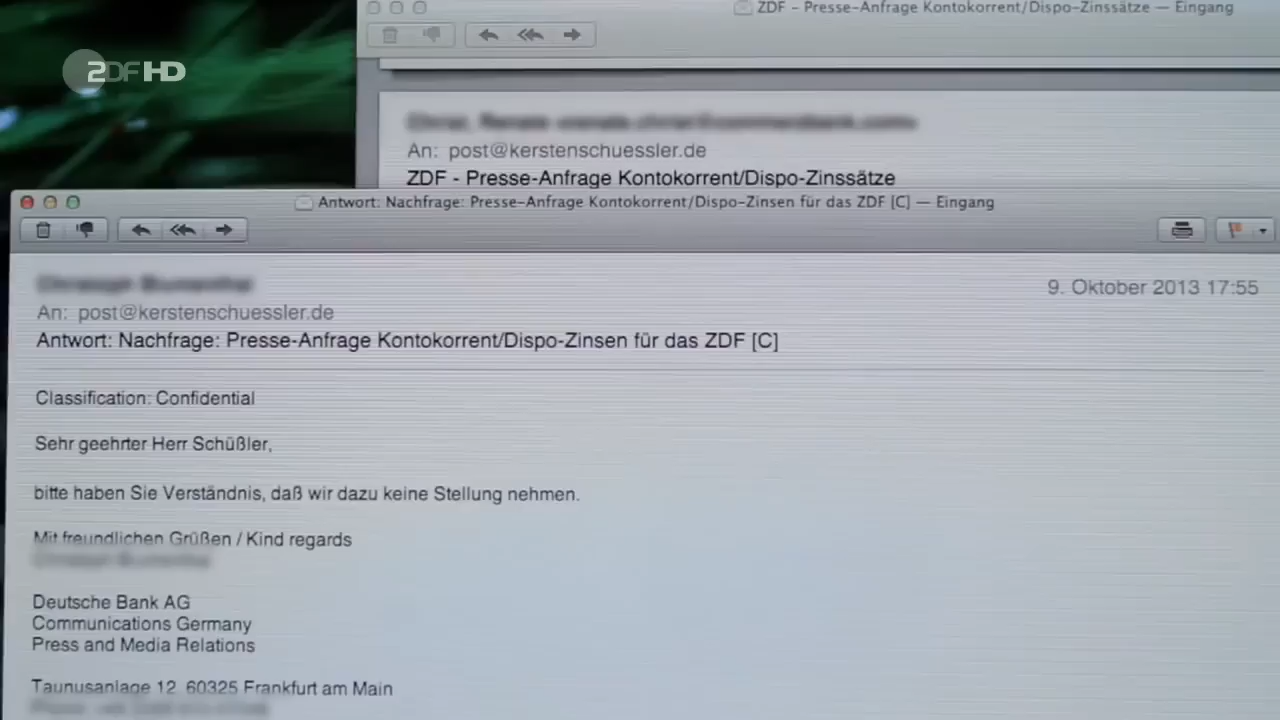 ZDF - Presse-Anfrage Kontokorrent/Dispo-Zinssätze — Eingang
ZDFHD
An: post@kerstenschuessler.de
ZDF - Presse-Anfrage Kontokorrent/Dispo-Zinssätze
Antwort: Nachfrage: Presse-Anfrage Kontokorrent/Dispo-Zinsen für das ZDF [C] — Eingang
9. Oktober 2013 17:55
An: post@kerstenschuessler.de
Antwort: Nachfrage: Presse-Anfrage Kontokorrent/Dispo-Zinsen für das ZDF [C]
Classification: Confidential
Sehr geehrter Herr Schüßler,
bitte haben Sie Verständnis, daß wir dazu keine Stellung nehmen.
Mit freundlichen Grüßen / Kind regards
Deutsche Bank AG
Communications Germany
Press and Media Relations
Taunusanlage 12, 60325 Frankfurt am Main